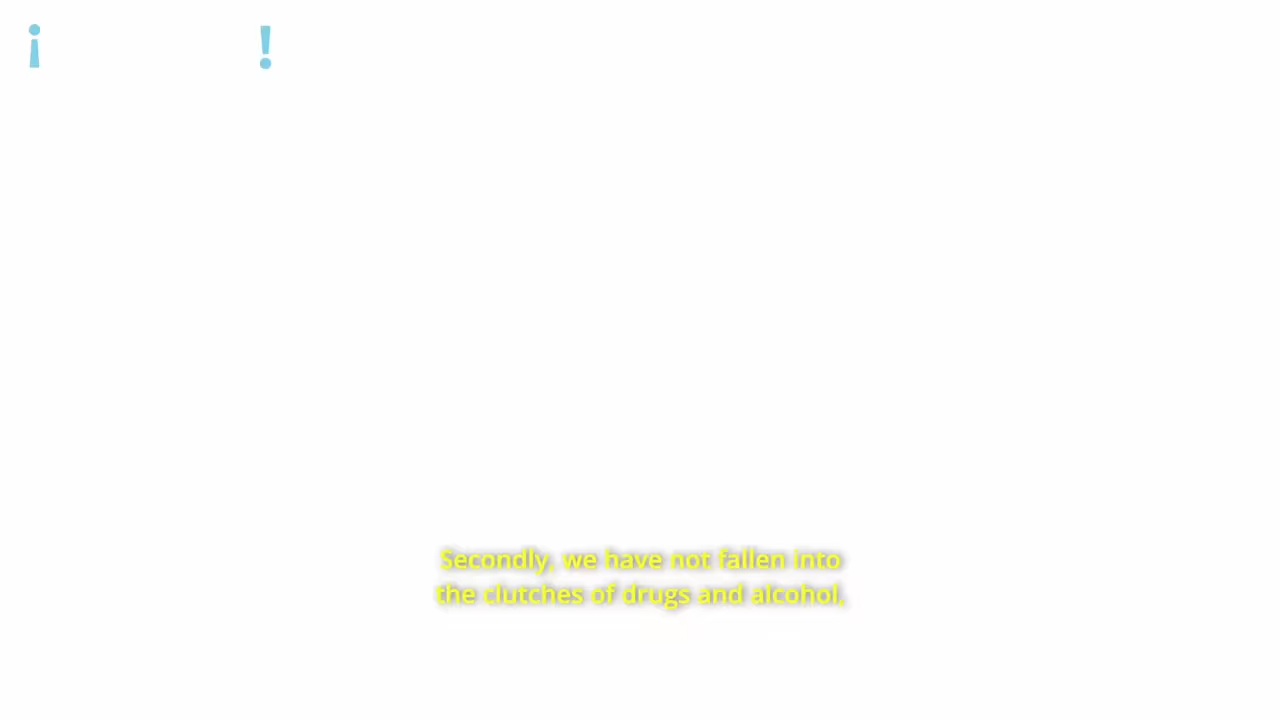 ¡ !
Secondly, we have not fallen into
the clutches of drugs and alcohol,